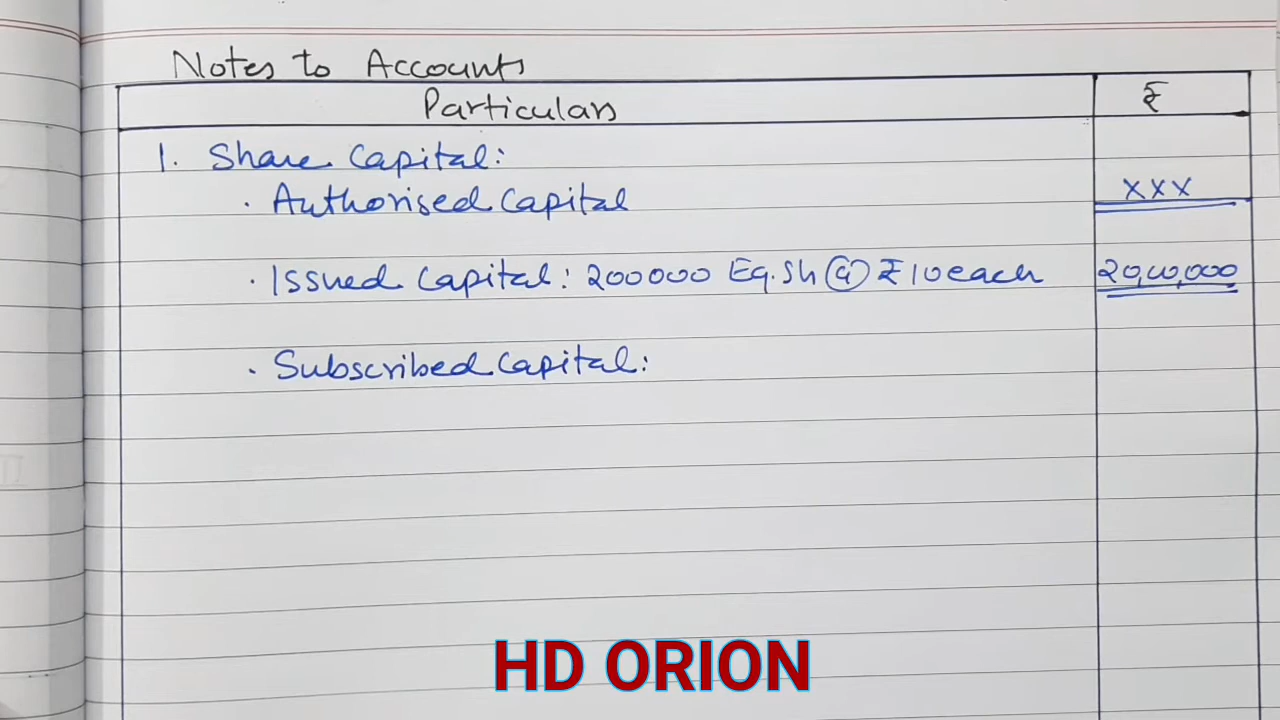 Notes to Accounts
Particulars ₹
1. Share Capital:
· Authorised Capital xxx
· Issued Capital: 200000 Eq.Sh @ ₹10 each 20,00,000
· Subscribed Capital:
HD ORION